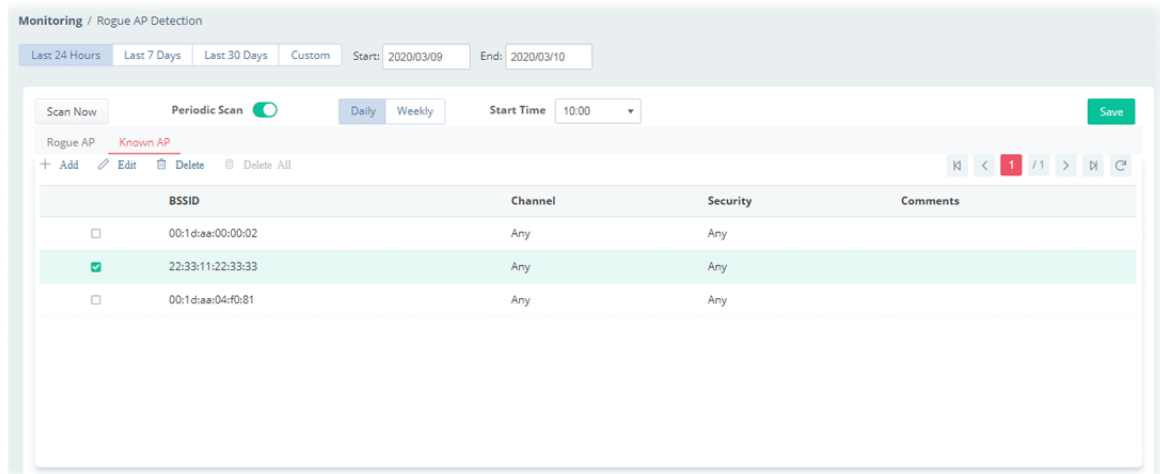 Monitoring / Rogue AP Detection
Last 24 Hours Last 7 Days Last 30 Days Custom Start: 2020/03/09 End: 2020/03/10
Scan Now Periodic Scan Daily Weekly Start Time 10:00 Save
Rogue AP Known AP
+ Add Edit Delete Delete All 1 / 1
BSSID Channel Security Comments
00:1d:aa:00:00:02 Any Any
22:33:11:22:33:33 Any Any
00:1d:aa:04:f0:81 Any Any